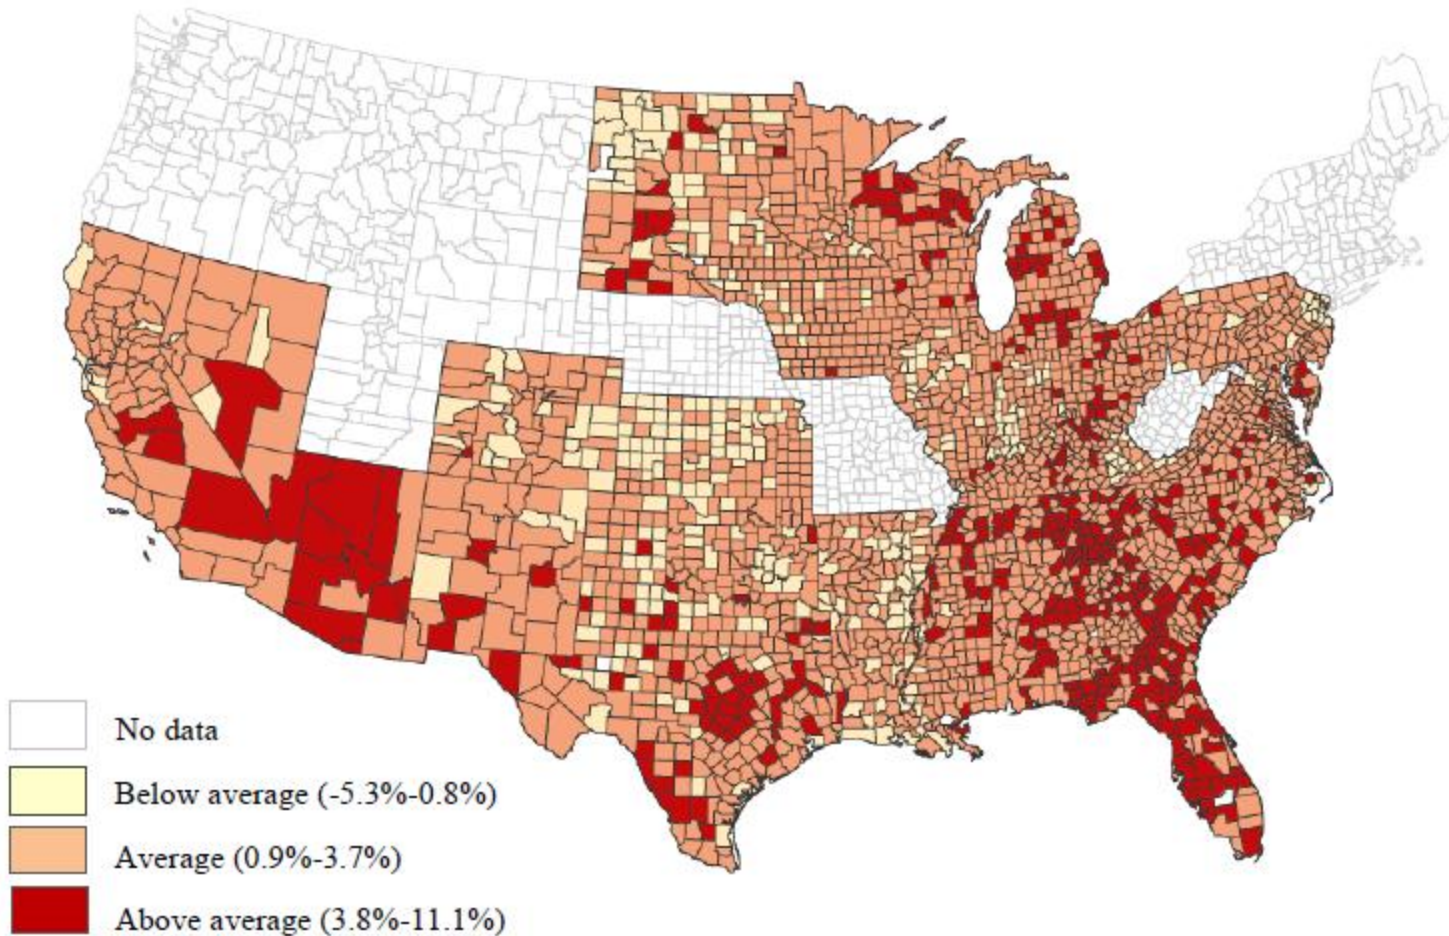 No data
Below average (-5.3%-0.8%)
Average (0.9%-3.7%)
Above average (3.8%-11.1%)